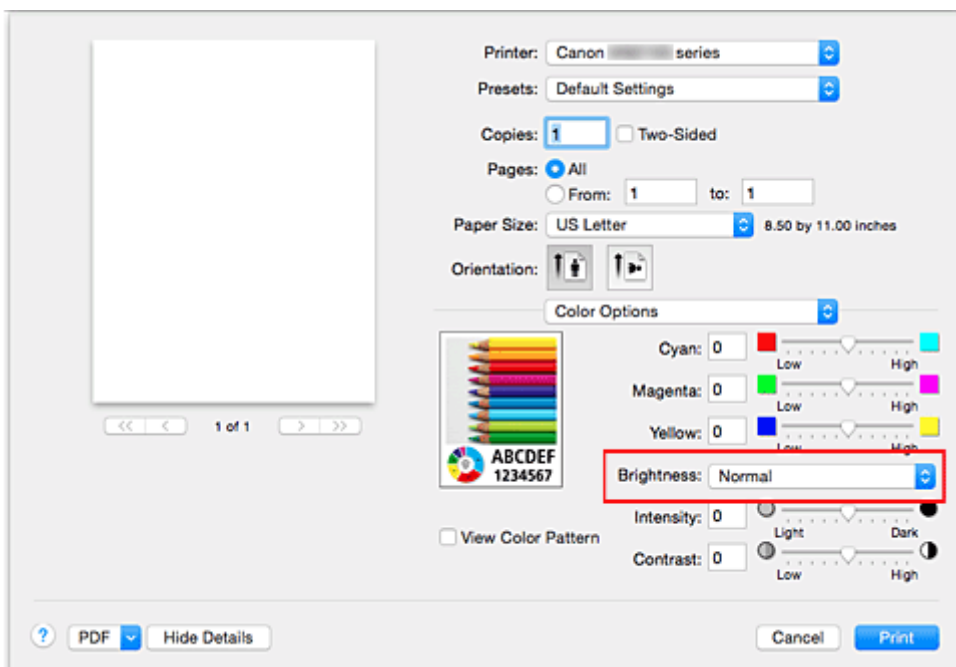 Printer: Canon series
Presets: Default Settings
Copies: 1 Two-Sided
Pages: All
From: 1 to: 1
Paper Size: US Letter 8.50 by 11.00 inches
Orientation:
Color Options
Cyan: 0
Low High
Magenta: 0
Low High
Yellow: 0
Low High
ABCDEF
1234567
Brightness: Normal
Intensity: 0
Light Dark
View Color Pattern
Contrast: 0
Low High
<< < 1 of 1 > >>
? PDF Hide Details Cancel Print